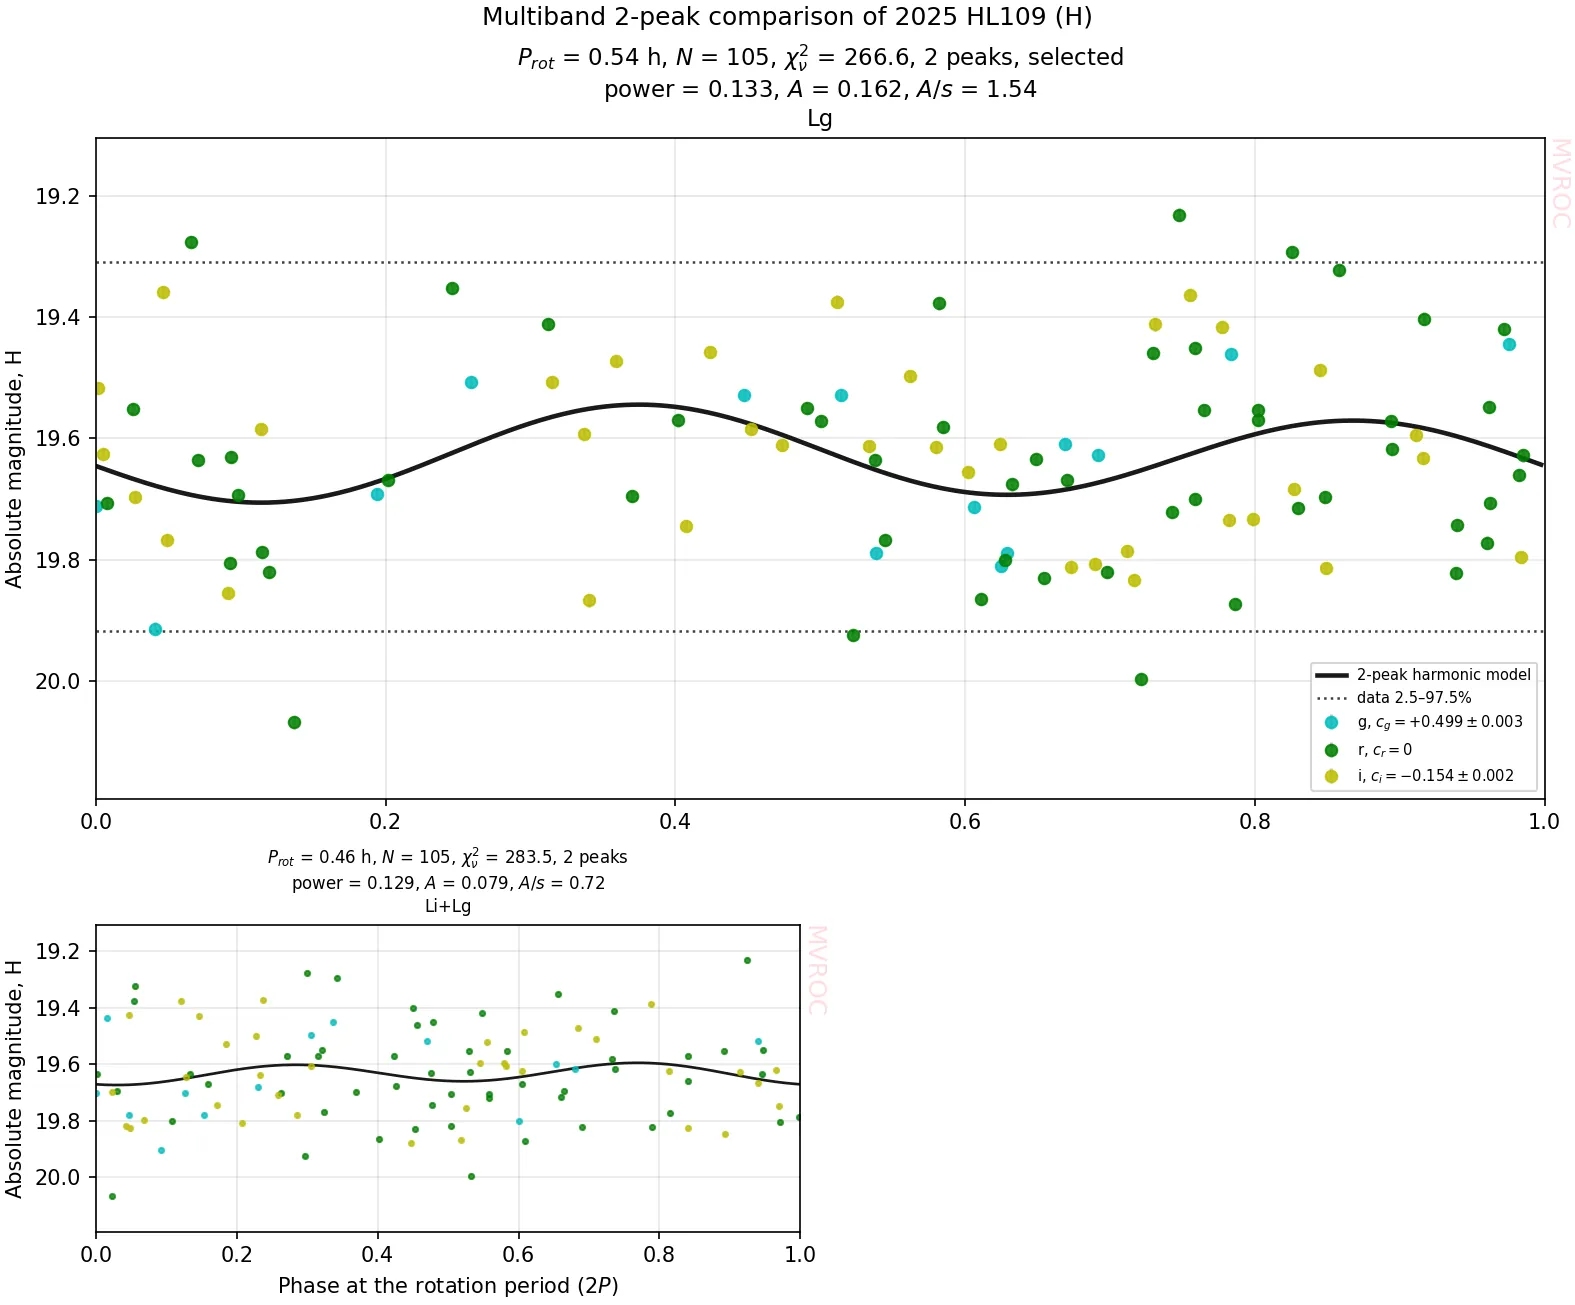 Multiband 2-peak comparison of 2025 HL109 (H)
P_rot = 0.54 h, N = 105, χ²_ν = 266.6, 2 peaks, selected
power = 0.133, A = 0.162, A/s = 1.54
Lg
MVROC
Absolute magnitude, H
19.2
19.4
19.6
19.8
20.0
2-peak harmonic model
data 2.5–97.5%
g, c_g = +0.499 ± 0.003
r, c_r = 0
i, c_i = −0.154 ± 0.002
0.0 0.2 0.4 0.6 0.8 1.0
P_rot = 0.46 h, N = 105, χ²_ν = 283.5, 2 peaks
power = 0.129, A = 0.079, A/s = 0.72
Li+Lg
MVROC
Absolute magnitude, H
19.2
19.4
19.6
19.8
20.0
0.0 0.2 0.4 0.6 0.8 1.0
Phase at the rotation period (2P)